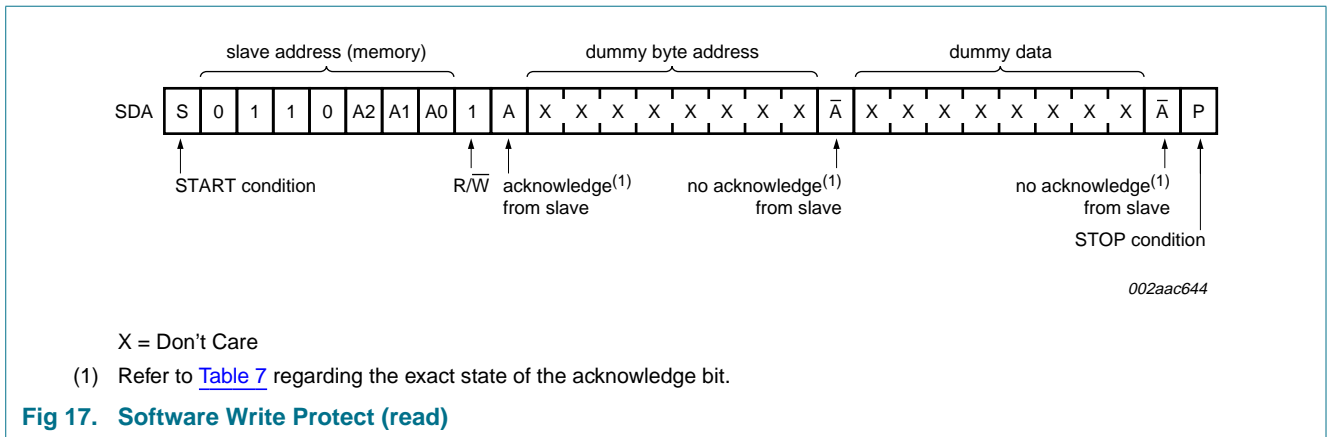 slave address (memory) dummy byte address dummy data
SDA S 0 1 1 0 A2 A1 A0 1 A X X X X X X X X A̅ X X X X X X X X A̅ P
START condition R/W̅ acknowledge(1) no acknowledge(1) no acknowledge(1)
from slave from slave from slave
STOP condition
002aac644
X = Don't Care
(1) Refer to Table 7 regarding the exact state of the acknowledge bit.
Fig 17. Software Write Protect (read)